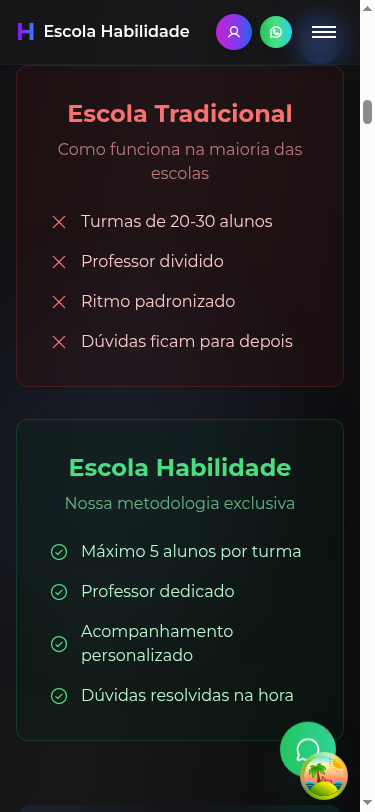 H Escola Habilidade
Escola Tradicional
Como funciona na maioria das
escolas
Turmas de 20-30 alunos
Professor dividido
Ritmo padronizado
Dúvidas ficam para depois
Escola Habilidade
Nossa metodologia exclusiva
Máximo 5 alunos por turma
Professor dedicado
Acompanhamento
personalizado
Dúvidas resolvidas na hora